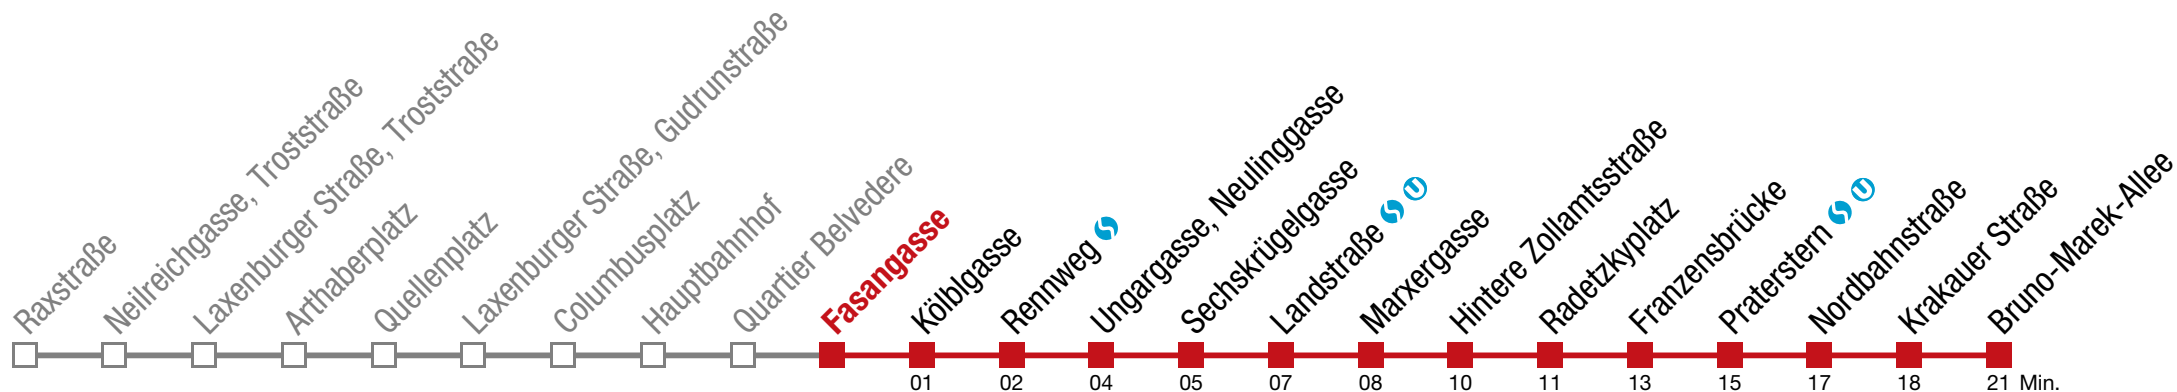 Raxstraße
Neilreichgasse, Troststraße
Laxenburger Straße, Troststraße
Arthaberplatz
Quellenplatz
Laxenburger Straße, Gudrunstraße
Columbusplatz
Hauptbahnhof
Quartier Belvedere
Fasangasse
Kölblgasse
Rennweg S
Ungargasse, Neulinggasse
Sechskrügelgasse
Landstraße S U
Marxergasse
Hintere Zollamtsstraße
Radetzkyplatz
Franzensbrücke
Praterstern S U
Nordbahnstraße
Krakauer Straße
Bruno-Marek-Allee
01 02 04 05 07 08 10 11 13 15 17 18 21 Min.